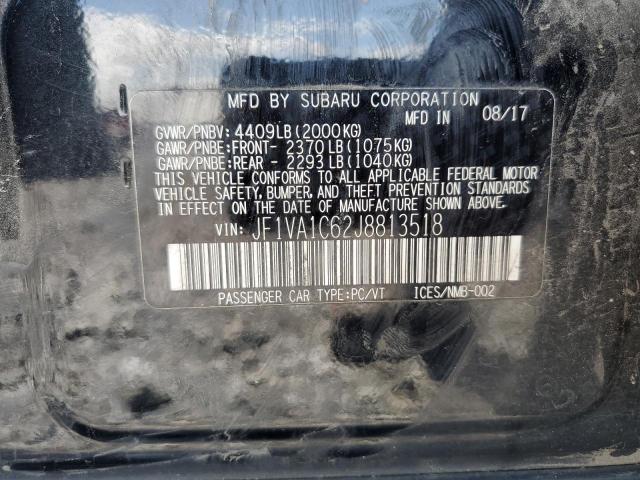 MFD BY SUBARU CORPORATION
MFD IN 08/17
GVWR/PNBV: 4409LB(2000KG)
GAWR/PNBE:FRONT- 2370LB(1075KG)
GAWR/PNBE:REAR - 2293LB(1040KG)
THIS VEHICLE CONFORMS TO ALL APPLICABLE FEDERAL MOTOR
VEHICLE SAFETY, BUMPER, AND THEFT PREVENTION STANDARDS
IN EFFECT ON THE DATE OF MANUFACTURE SHOWN ABOVE.
VIN: JF1VA1C62J8813518
PASSENGER CAR TYPE:PC/VT ICES/NMB-002